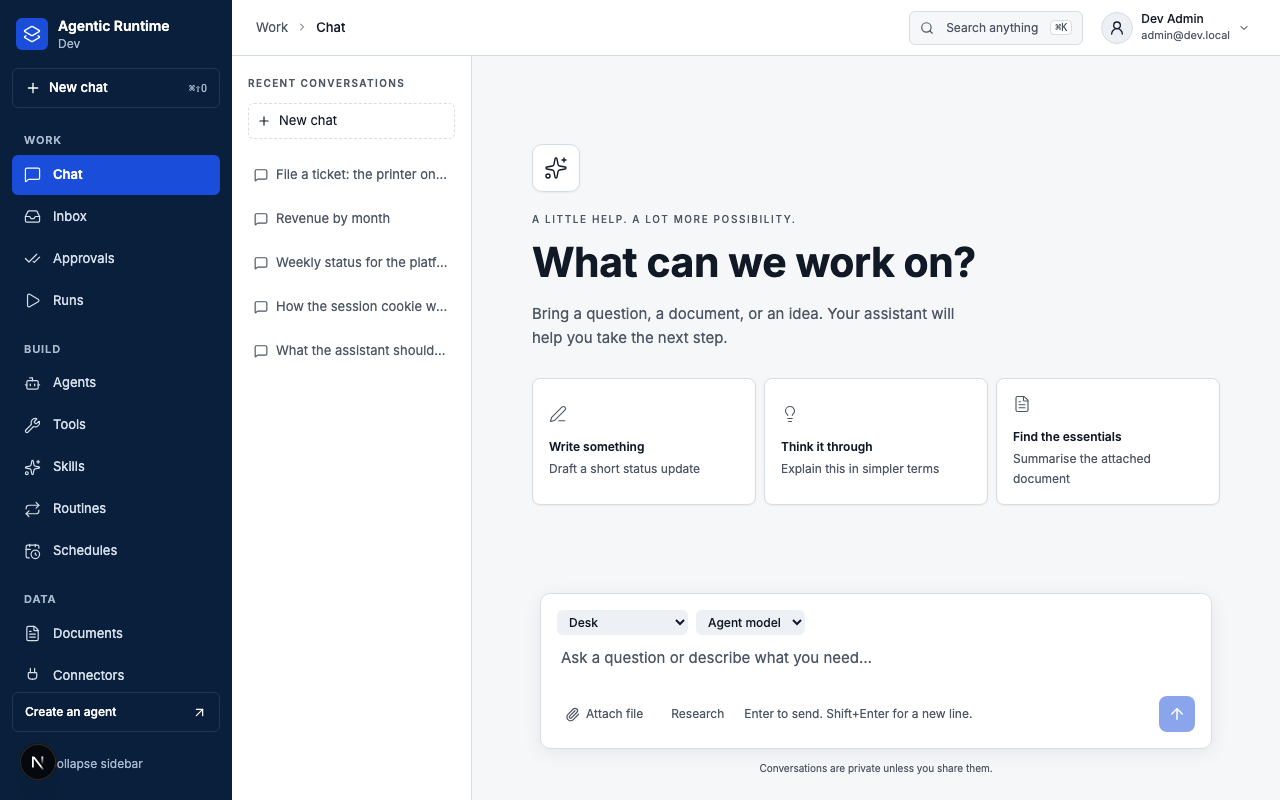 Agentic Runtime
Dev
New chat
⌘⇧O
WORK
Chat
Inbox
Approvals
Runs
BUILD
Agents
Tools
Skills
Routines
Schedules
DATA
Documents
Connectors
Create an agent
N
ollapse sidebar
Work
Chat
Search anything
⌘K
Dev Admin
admin@dev.local
RECENT CONVERSATIONS
New chat
File a ticket: the printer on...
Revenue by month
Weekly status for the platf...
How the session cookie w...
What the assistant should...
A LITTLE HELP. A LOT MORE POSSIBILITY.
What can we work on?
Bring a question, a document, or an idea. Your assistant will
help you take the next step.
Write something
Draft a short status update
Think it through
Explain this in simpler terms
Find the essentials
Summarise the attached
document
Desk
Agent model
Ask a question or describe what you need...
Attach file
Research
Enter to send. Shift+Enter for a new line.
Conversations are private unless you share them.